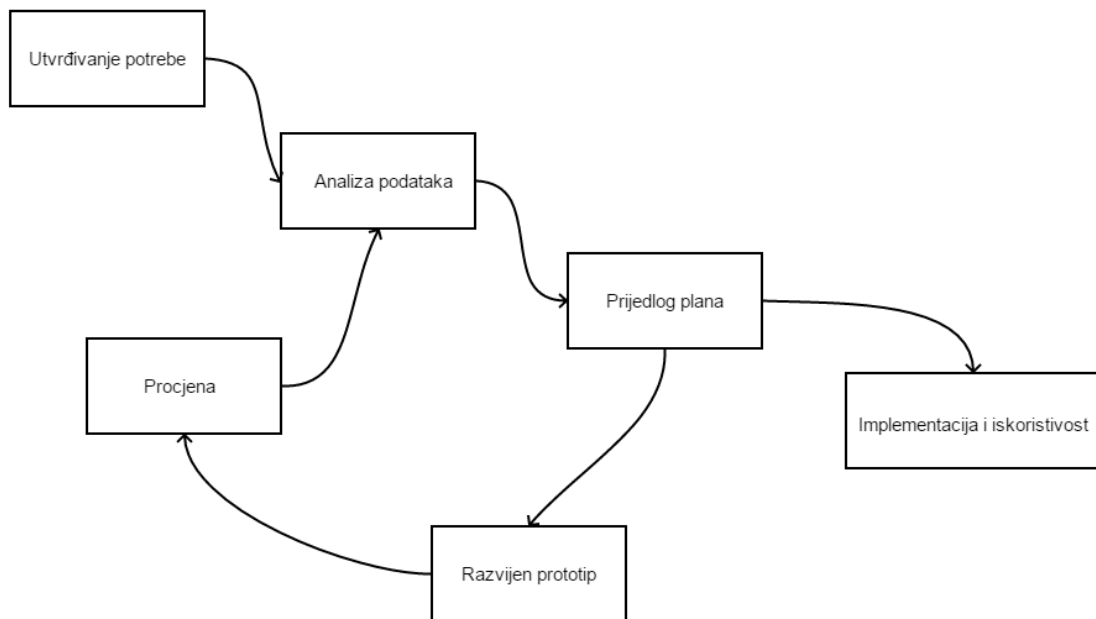 Utvrđivanje potrebe
Analiza podataka
Prijedlog plana
Procjena
Implementacija i iskoristivost
Razvijen prototip